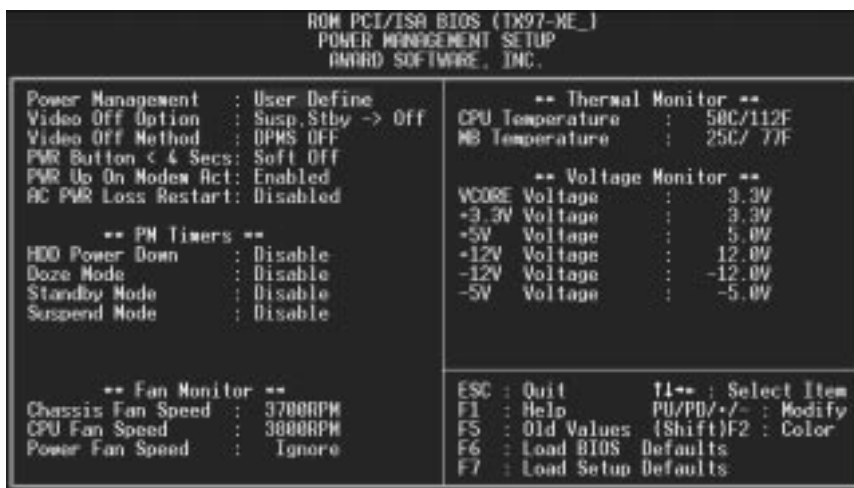 ROM PCI/ISA BIOS (TX97-XE_)
POWER MANAGEMENT SETUP
AWARD SOFTWARE, INC.
Power Management : User Define
Video Off Option : Susp,Stby -> Off
Video Off Method : DPMS OFF
PWR Button < 4 Secs: Soft Off
PWR Up On Modem Act: Enabled
AC PWR Loss Restart: Disabled
** PM Timers **
HDD Power Down : Disable
Doze Mode : Disable
Standby Mode : Disable
Suspend Mode : Disable
** Fan Monitor **
Chassis Fan Speed : 3700RPM
CPU Fan Speed : 3800RPM
Power Fan Speed : Ignore
** Thermal Monitor **
CPU Temperature : 50C/112F
MB Temperature : 25C/ 77F
** Voltage Monitor **
VCORE Voltage : 3.3V
+3.3V Voltage : 3.3V
+5V Voltage : 5.0V
+12V Voltage : 12.0V
-12V Voltage : -12.0V
-5V Voltage : -5.0V
ESC : Quit ↑↓→← : Select Item
F1 : Help PU/PD/+/- : Modify
F5 : Old Values (Shift)F2 : Color
F6 : Load BIOS Defaults
F7 : Load Setup Defaults